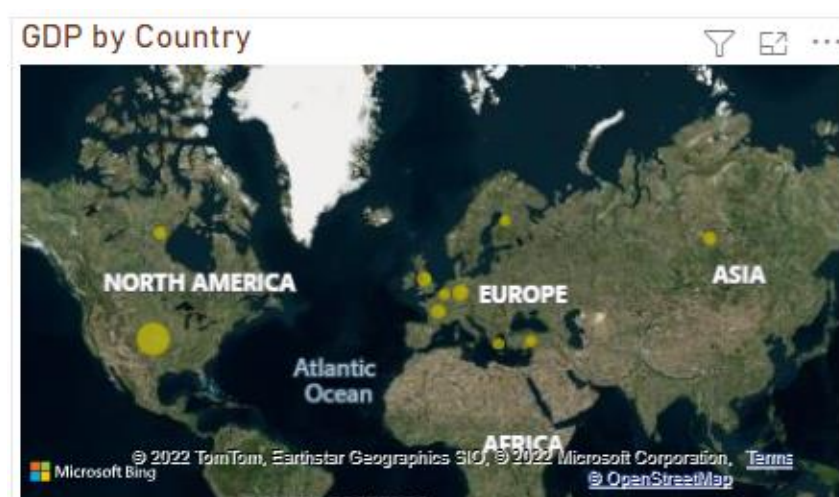 GDP by Country
NORTH AMERICA
ASIA
EUROPE
Atlantic
Ocean
AFRICA
© 2022 TomTom, Earthstar Geographics SIO, © 2022 Microsoft Corporation, Terms
Microsoft Bing
© OpenStreetMap